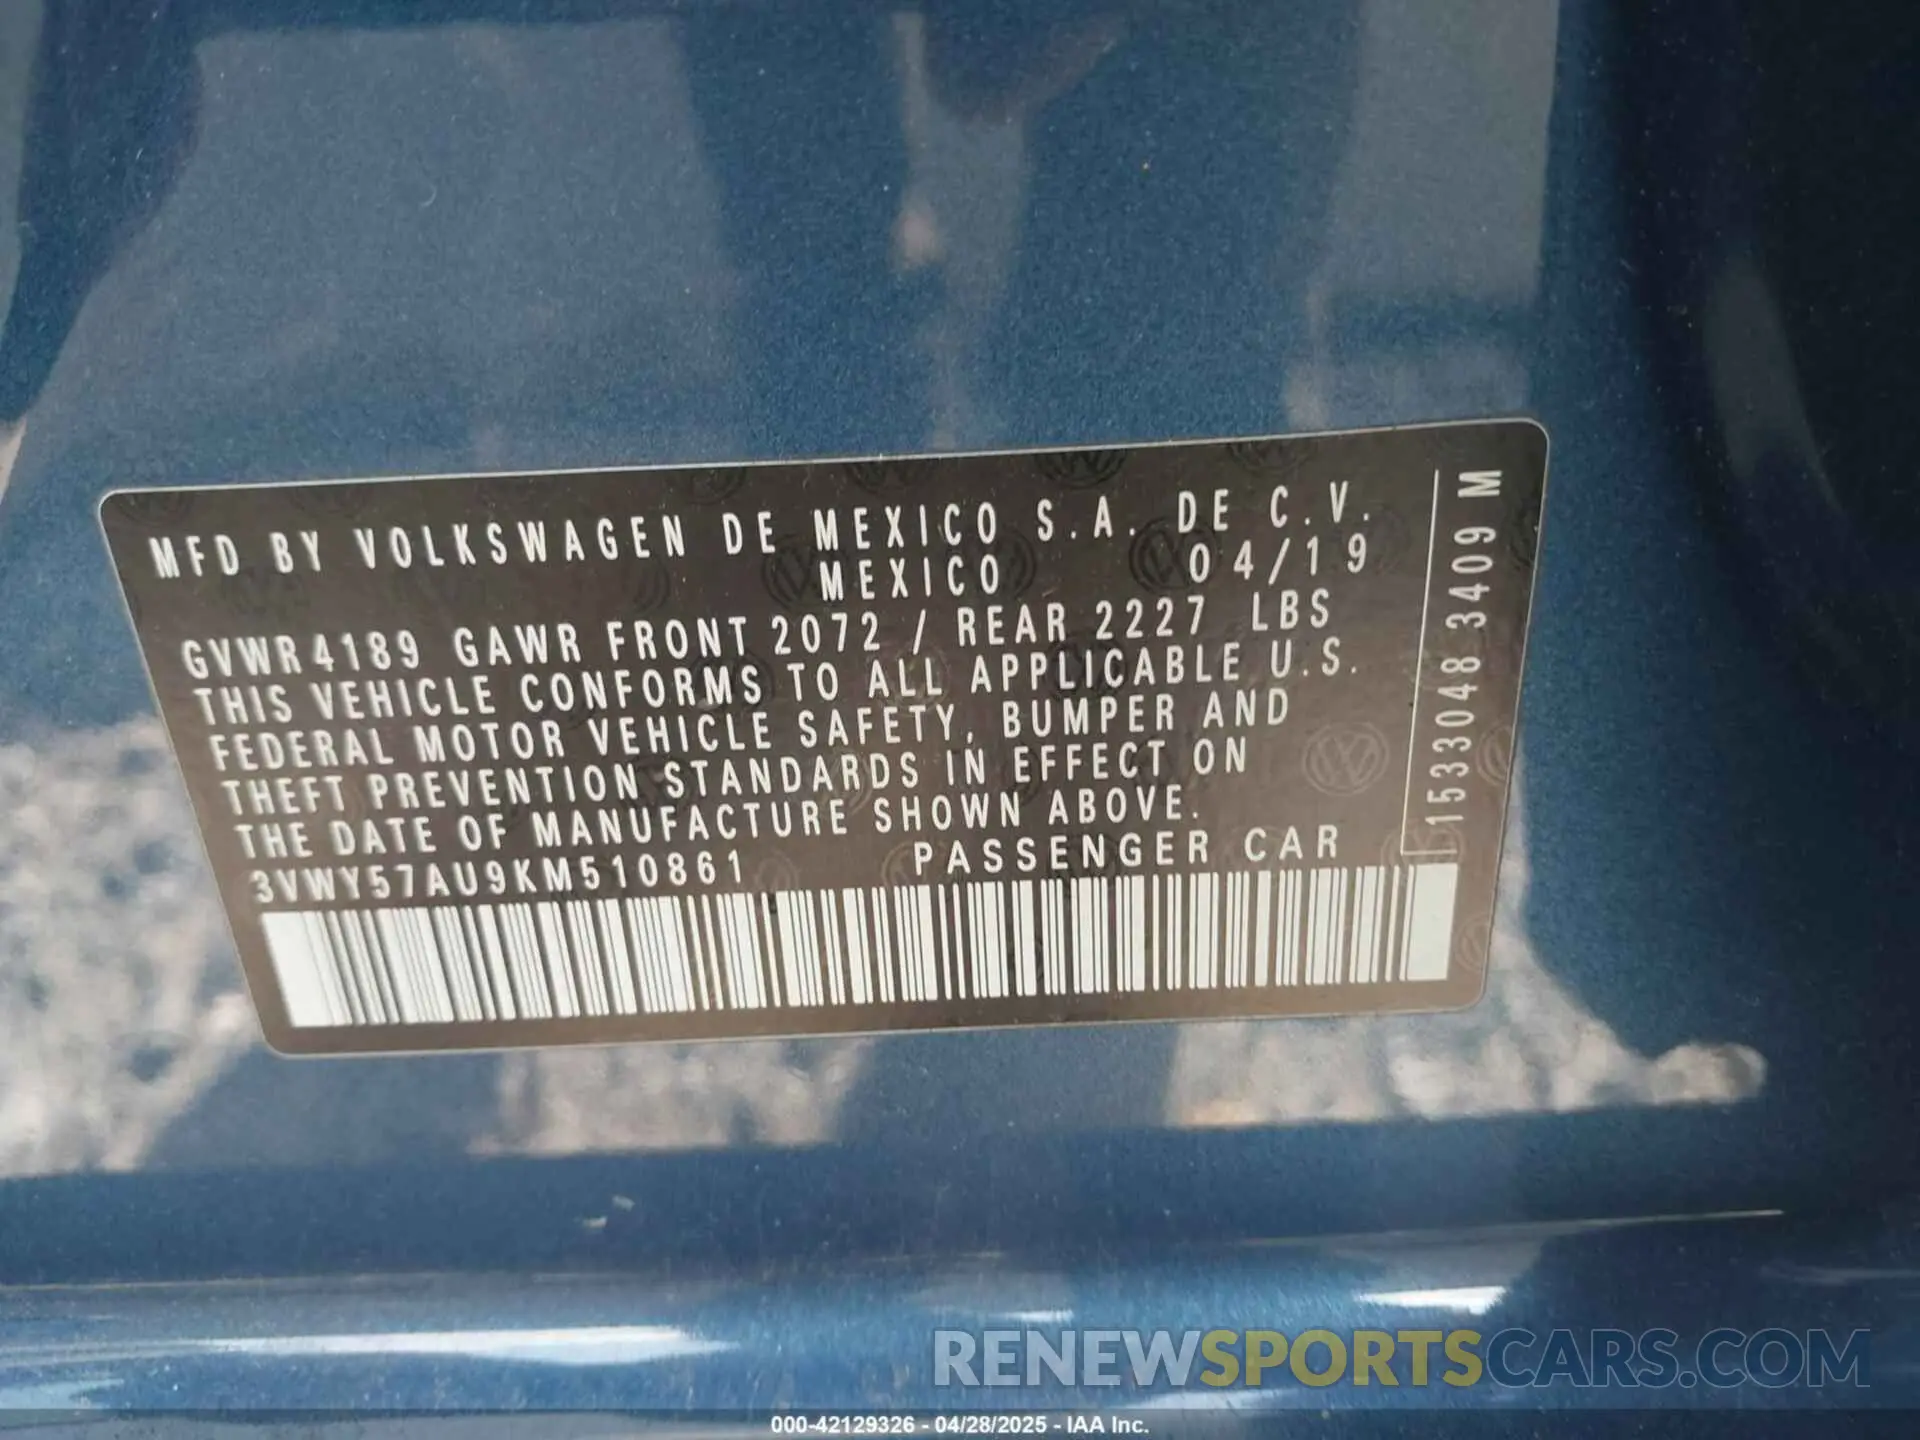 MFD BY VOLKSWAGEN DE MEXICO S.A. DE C.V.
MEXICO 04/19
GVWR 4189 GAWR FRONT 2072 / REAR 2227 LBS
THIS VEHICLE CONFORMS TO ALL APPLICABLE U.S.
FEDERAL MOTOR VEHICLE SAFETY, BUMPER AND
THEFT PREVENTION STANDARDS IN EFFECT ON
THE DATE OF MANUFACTURE SHOWN ABOVE.
3VWY57AU9KM510861 PASSENGER CAR
1533048 3409 M
RENEWSPORTSCARS.COM
000-42129326 - 04/28/2025 - IAA Inc.